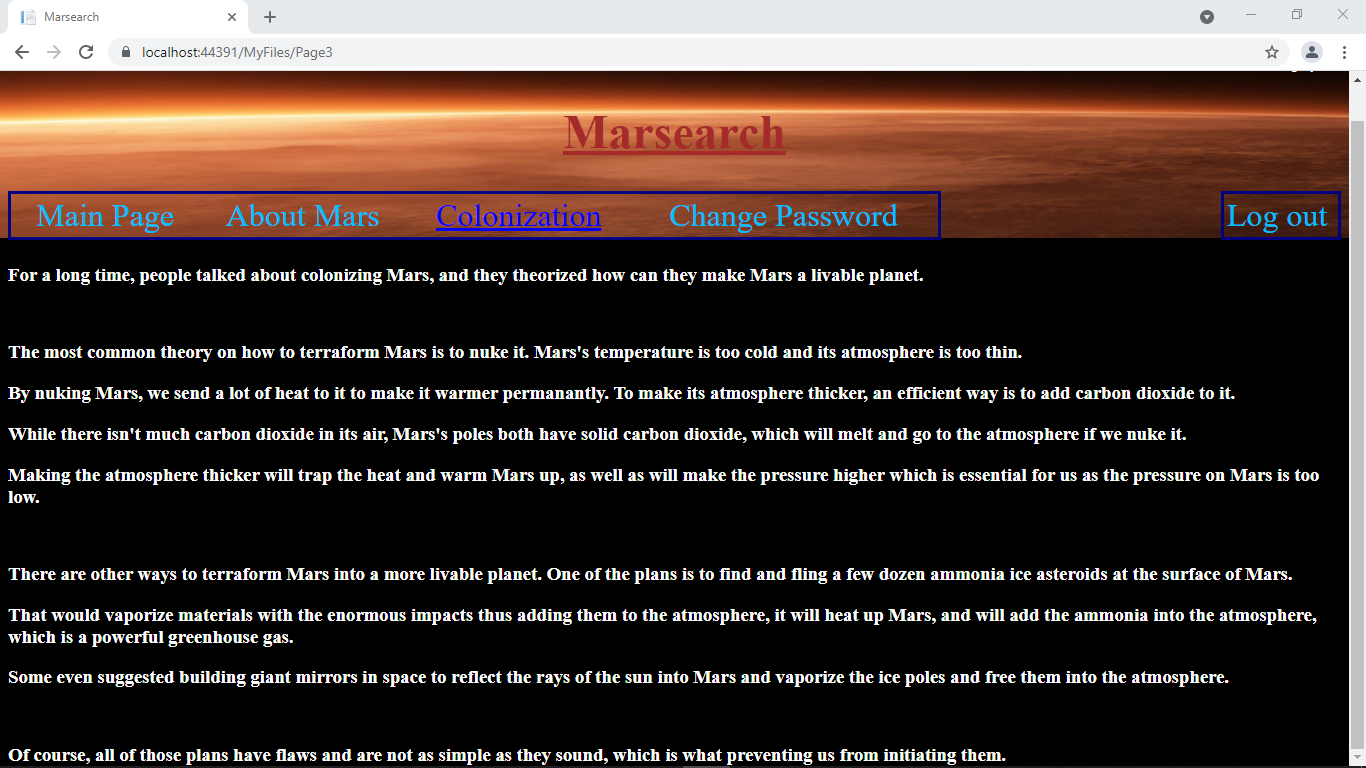 Marsearch
localhost:44391/MyFiles/Page3
Marsearch
Main Page About Mars Colonization Change Password Log out
For a long time, people talked about colonizing Mars, and they theorized how can they make Mars a livable planet.
The most common theory on how to terraform Mars is to nuke it. Mars's temperature is too cold and its atmosphere is too thin.
By nuking Mars, we send a lot of heat to it to make it warmer permanantly. To make its atmosphere thicker, an efficient way is to add carbon dioxide to it.
While there isn't much carbon dioxide in its air, Mars's poles both have solid carbon dioxide, which will melt and go to the atmosphere if we nuke it.
Making the atmosphere thicker will trap the heat and warm Mars up, as well as will make the pressure higher which is essential for us as the pressure on Mars is too
low.
There are other ways to terraform Mars into a more livable planet. One of the plans is to find and fling a few dozen ammonia ice asteroids at the surface of Mars.
That would vaporize materials with the enormous impacts thus adding them to the atmosphere, it will heat up Mars, and will add the ammonia into the atmosphere,
which is a powerful greenhouse gas.
Some even suggested building giant mirrors in space to reflect the rays of the sun into Mars and vaporize the ice poles and free them into the atmosphere.
Of course, all of those plans have flaws and are not as simple as they sound, which is what preventing us from initiating them.